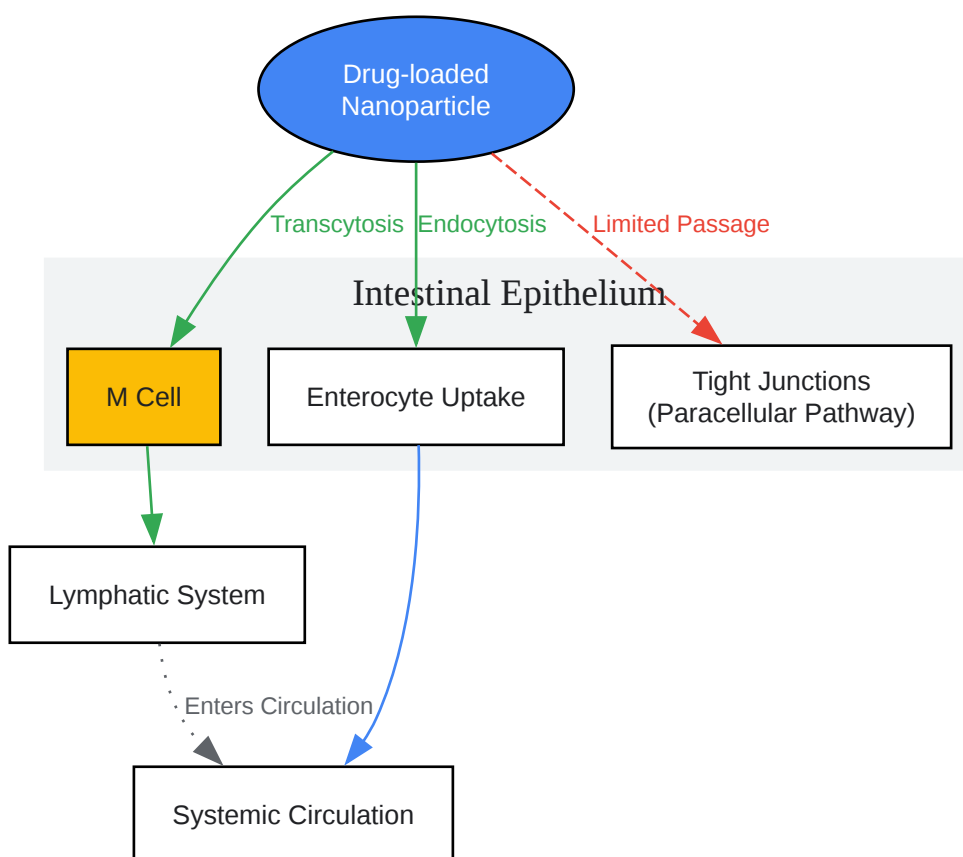 Drug-loaded
Nanoparticle
Transcytosis
Endocytosis
Limited Passage
Intestinal Epithelium
M Cell
Enterocyte Uptake
Tight Junctions
(Paracellular Pathway)
Lymphatic System
Enters Circulation
Systemic Circulation